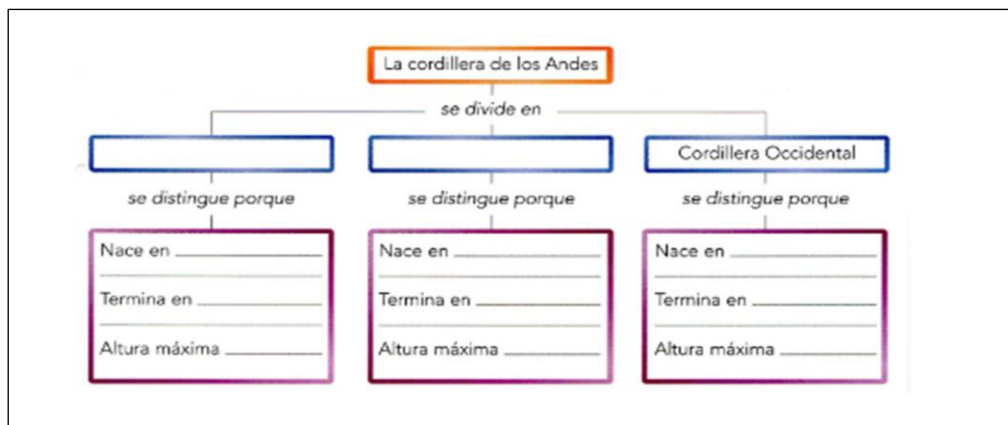 La cordillera de los Andes
se divide en
Cordillera Occidental
se distingue porque
se distingue porque
se distingue porque
Nace en
Termina en
Altura máxima
Nace en
Termina en
Altura máxima
Nace en
Termina en
Altura máxima